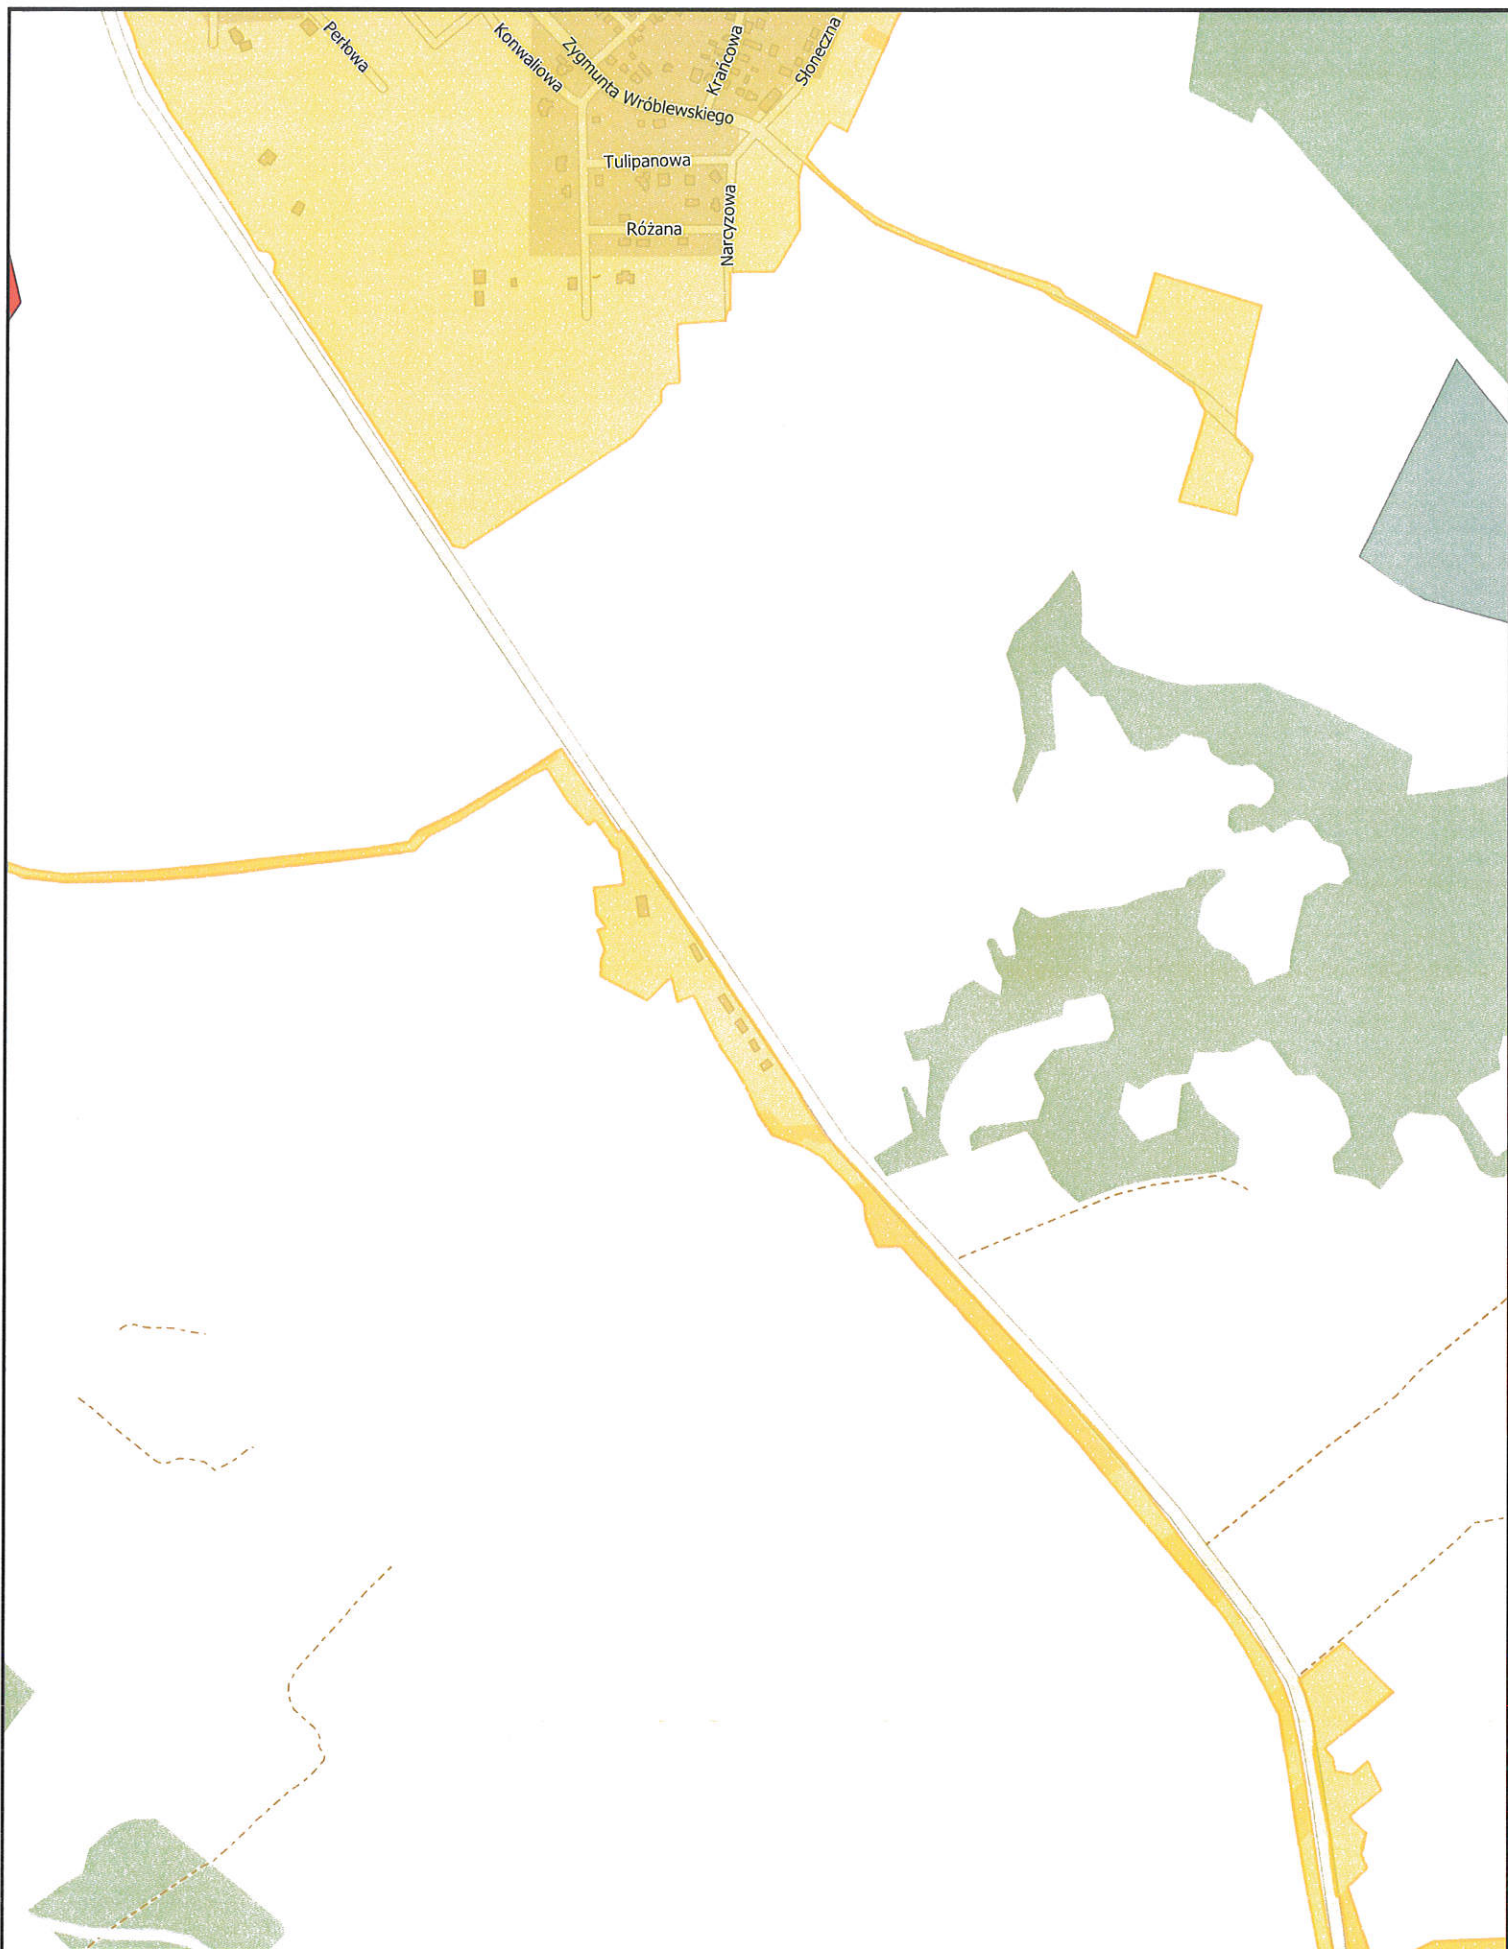 Perłowa
Konwaliowa
Zygmunta Wróblewskiego
Krańcowa
Słoneczna
Tulipanowa
Różana
Narcyzowa